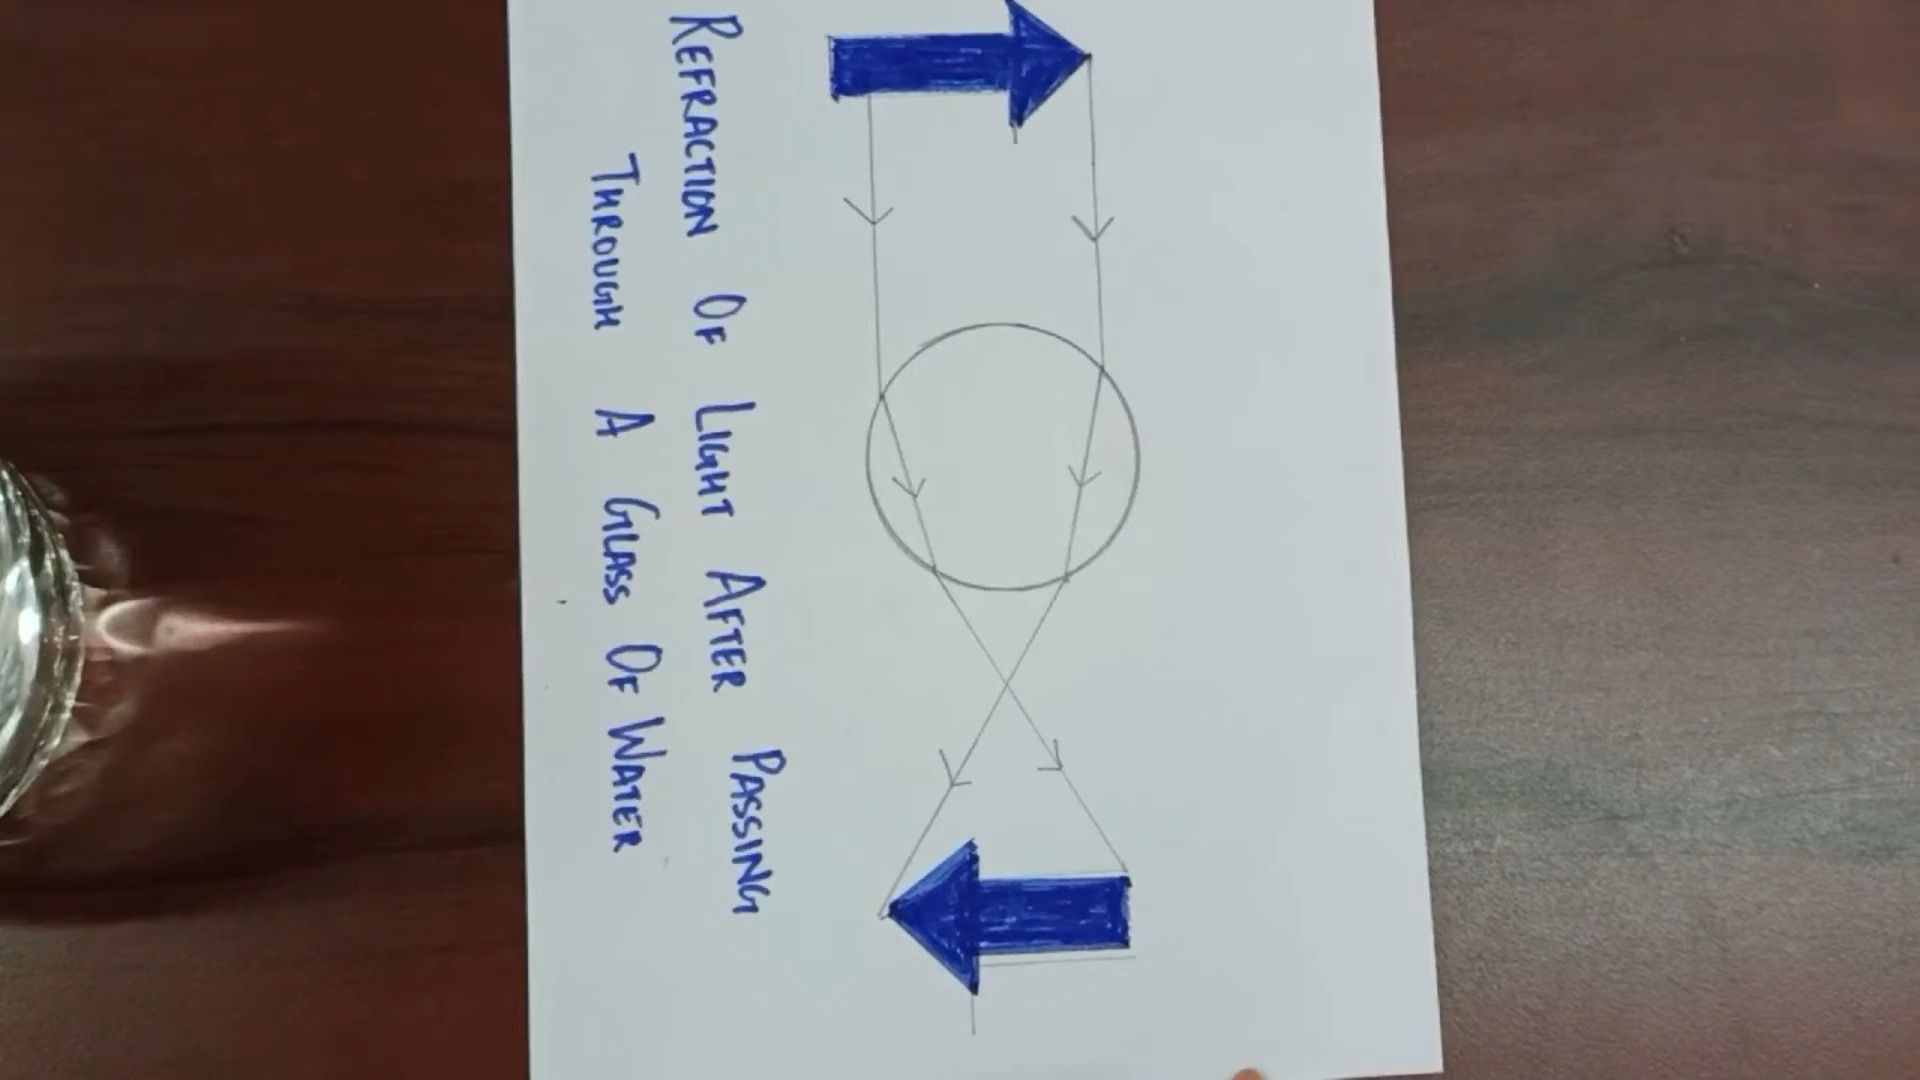 REFRACTION OF LIGHT AFTER PASSING
THROUGH A GLASS OF WATER